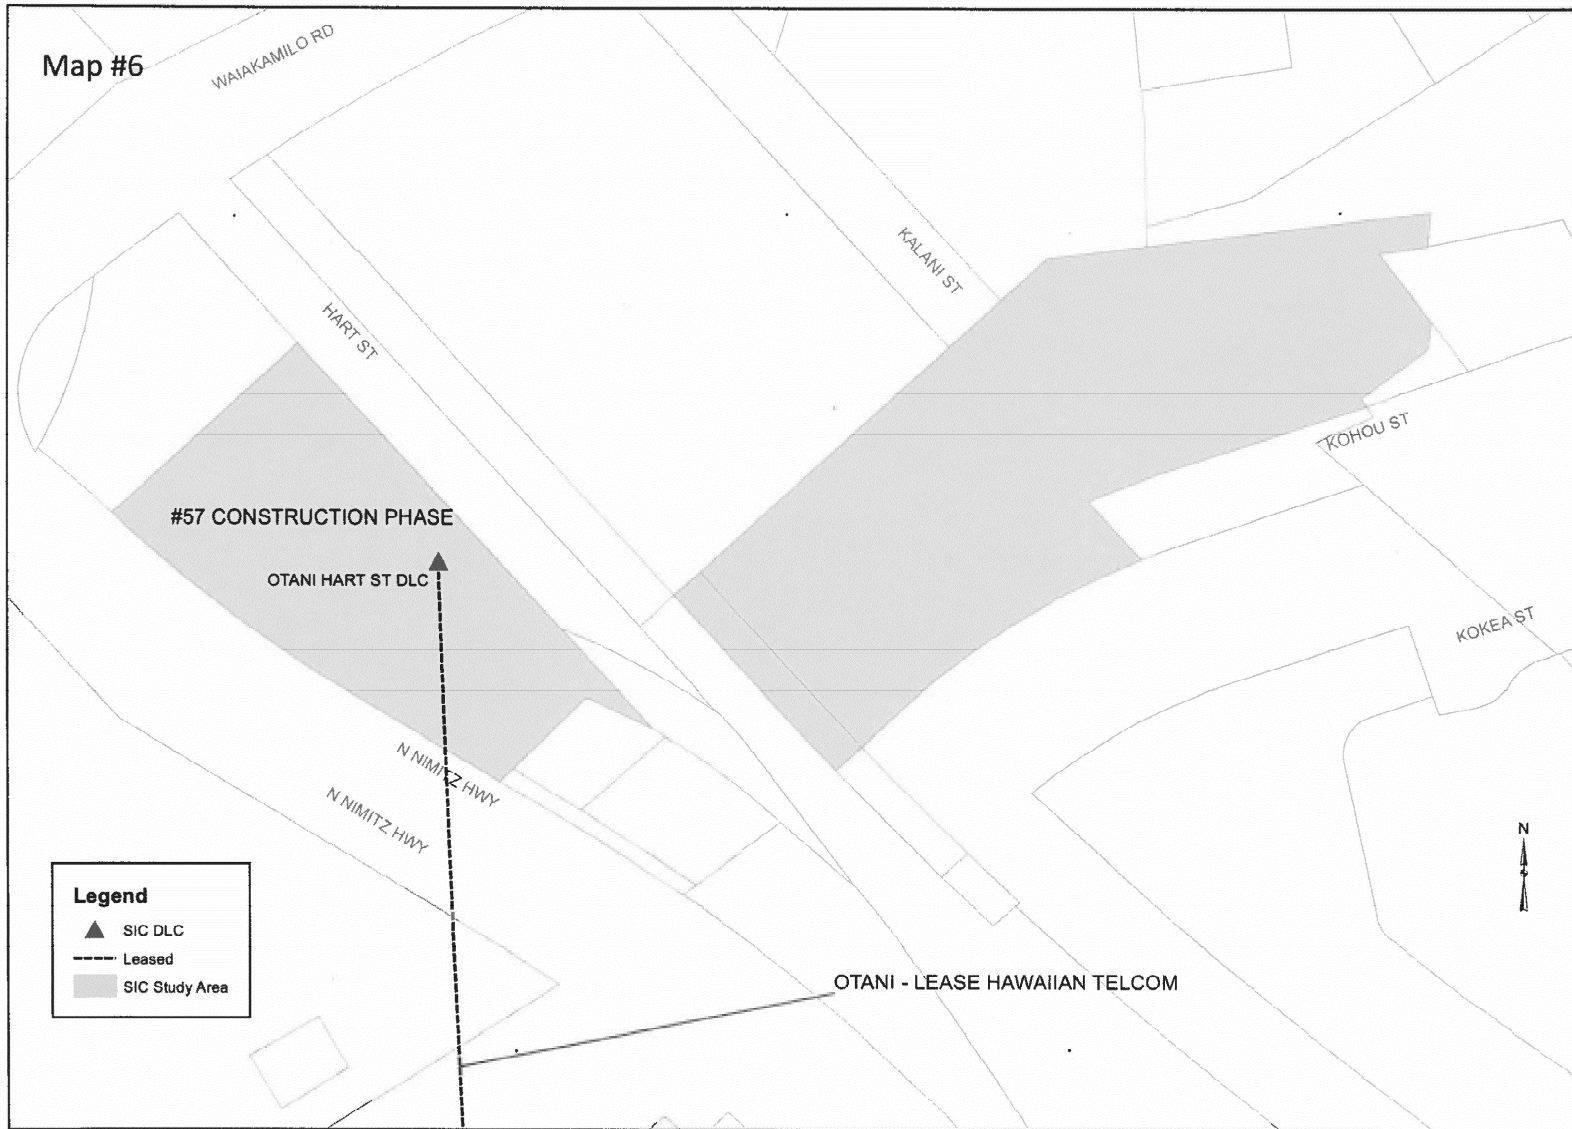 Map #6
WAIAKAMILO RD
KALANI ST
HART ST
KOHOU ST
#57 CONSTRUCTION PHASE
OTANI HART ST DLC
KOKEA ST
N NIMITZ HWY
N NIMITZ HWY
N
Legend
SIC DLC
Leased
SIC Study Area
OTANI - LEASE HAWAIIAN TELCOM